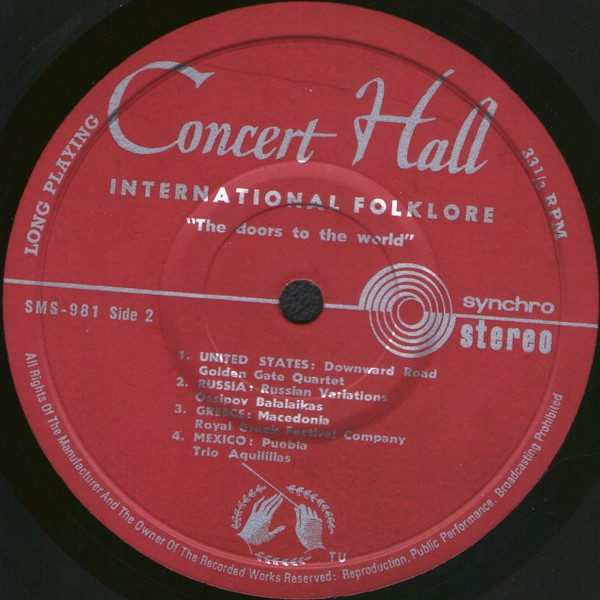 Concert Hall
LONG PLAYING
33 1/3 RPM
INTERNATIONAL FOLKLORE
"The doors to the world"
SMS-981 Side 2
synchro
stereo
1. UNITED STATES: Downward Road
Golden Gate Quartet
2. RUSSIA: Russian Variations
Ossipov Balalaikas
3. GREECE: Macedonia
Royal Greek Festival Company
4. MEXICO: Puebla
Trio Aquilillas
TU
All Rights Of The Manufacturer And The Owner Of The Recorded Works Reserved: Reproduction, Public Performance, Broadcasting Prohibited